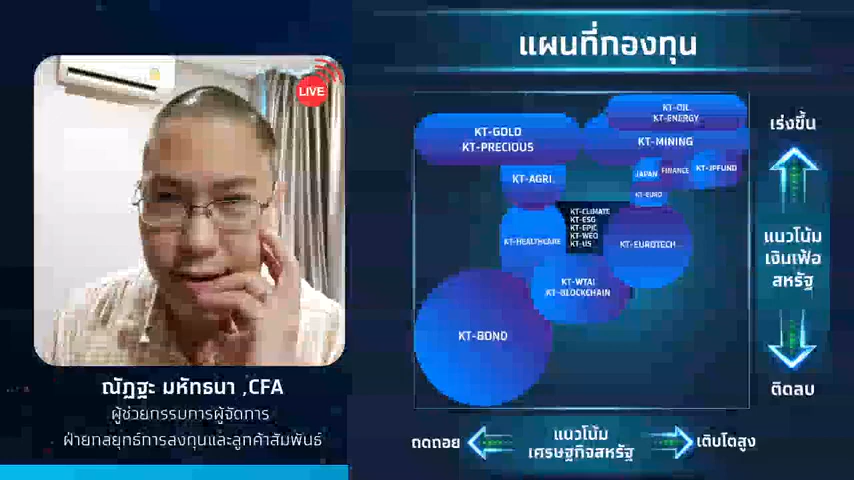 LIVE
ณัฏฐะ มหัทธนา ,CFA
ผู้ช่วยกรรมการผู้จัดการ
ฝ่ายกลยุทธ์การลงทุนและลูกค้าสัมพันธ์
แผนที่กองทุน
KT-OIL
KT-ENERGY
KT-GOLD
KT-PRECIOUS
KT-MINING
KT-AGRI
JAPAN
FINANCE
KT-JPFUND
KT-EURO
KT-CLIMATE
KT-ESG
KT-EPIC
KT-WEQ
KT-US
KT-HEALTHCARE
KT-EUROTECH
KT-WTAI
KT-BLOCKCHAIN
KT-BOND
เร่งขึ้น
แนวโน้ม
เงินเฟ้อ
สหรัฐ
ติดลบ
ถดถอย
แนวโน้ม
เศรษฐกิจสหรัฐ
เติบโตสูง